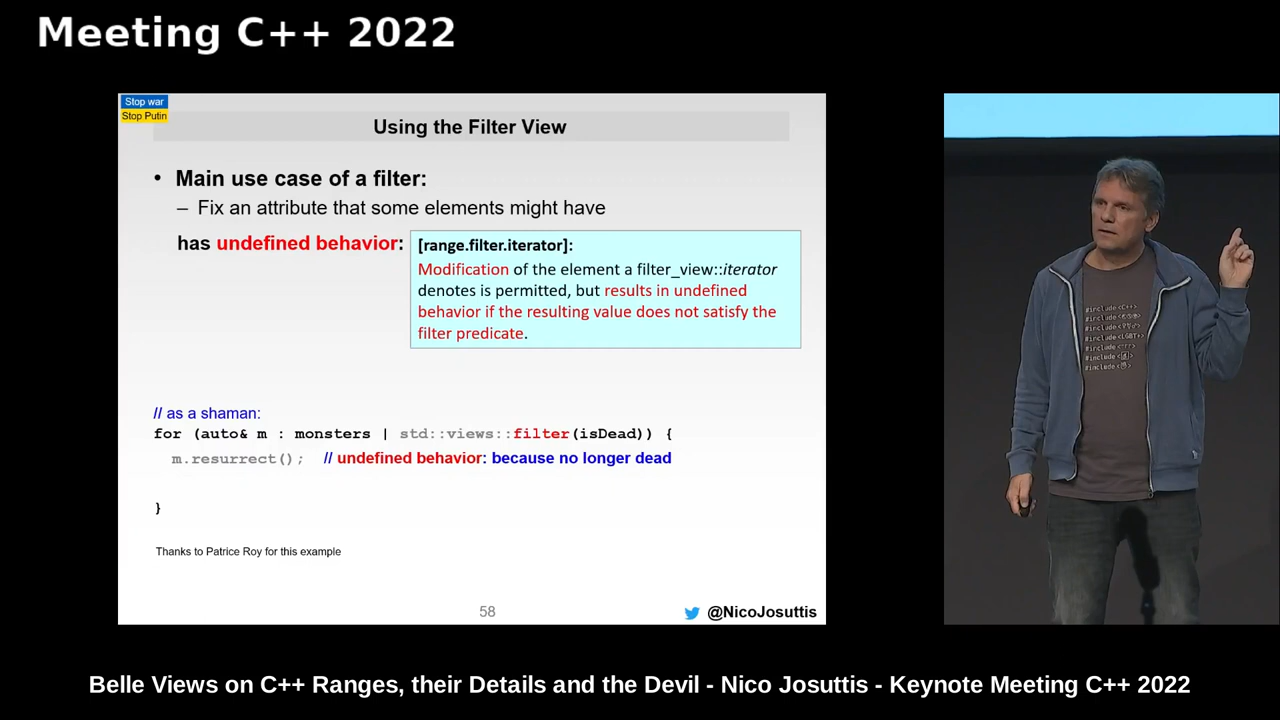 Meeting C++ 2022
Stop war
Stop Putin
Using the Filter View
• Main use case of a filter:
– Fix an attribute that some elements might have
has undefined behavior:
[range.filter.iterator]:
Modification of the element a filter_view::iterator
denotes is permitted, but results in undefined
behavior if the resulting value does not satisfy the
filter predicate.
// as a shaman:
for (auto& m : monsters | std::views::filter(isDead)) {
m.resurrect(); // undefined behavior: because no longer dead
}
Thanks to Patrice Roy for this example
58
@NicoJosuttis
#include<C++>
#include<LGBT+>
Belle Views on C++ Ranges, their Details and the Devil - Nico Josuttis - Keynote Meeting C++ 2022